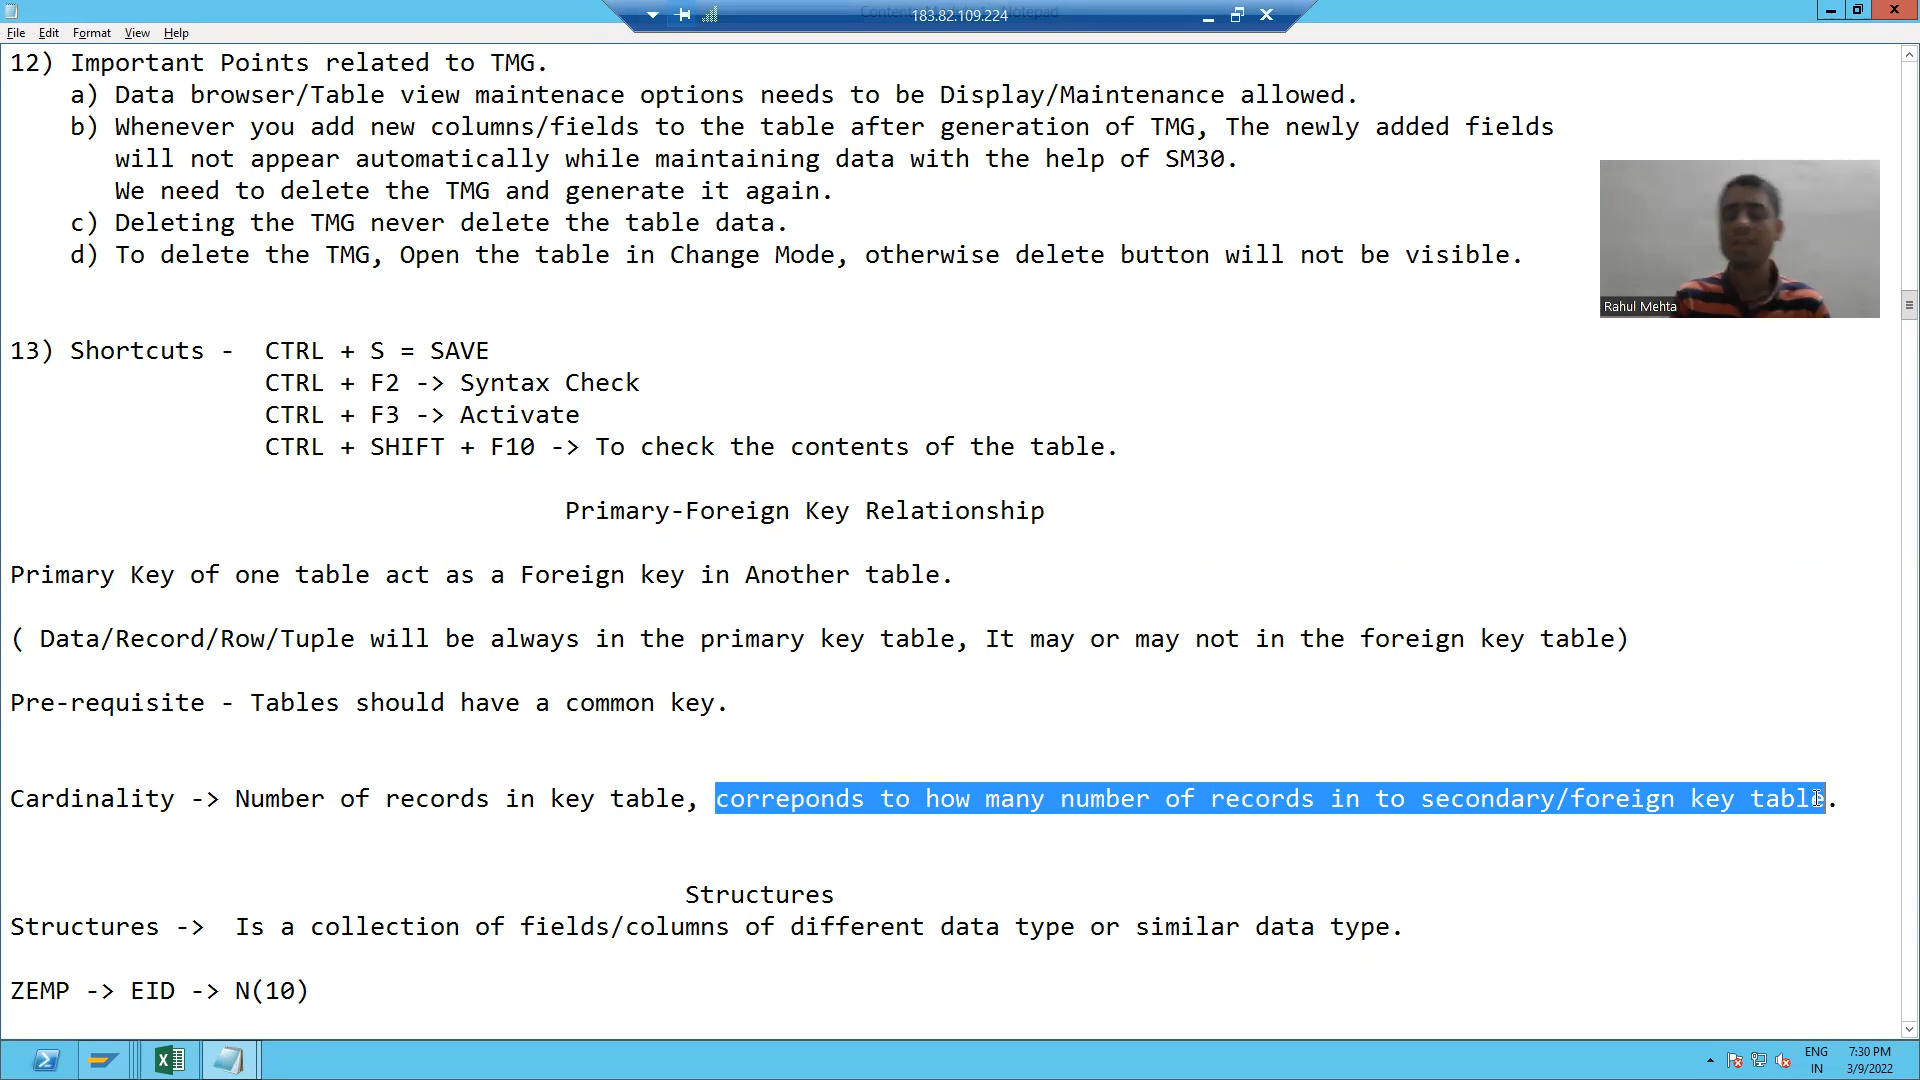 183.82.109.224
File Edit Format View Help
12) Important Points related to TMG.
a) Data browser/Table view maintenace options needs to be Display/Maintenance allowed.
b) Whenever you add new columns/fields to the table after generation of TMG, The newly added fields
will not appear automatically while maintaining data with the help of SM30.
We need to delete the TMG and generate it again.
c) Deleting the TMG never delete the table data.
d) To delete the TMG, Open the table in Change Mode, otherwise delete button will not be visible.
Rahul Mehta
13) Shortcuts - CTRL + S = SAVE
CTRL + F2 -> Syntax Check
CTRL + F3 -> Activate
CTRL + SHIFT + F10 -> To check the contents of the table.
Primary-Foreign Key Relationship
Primary Key of one table act as a Foreign key in Another table.
( Data/Record/Row/Tuple will be always in the primary key table, It may or may not in the foreign key table)
Pre-requisite - Tables should have a common key.
Cardinality -> Number of records in key table, correponds to how many number of records in to secondary/foreign key table.
Structures
Structures -> Is a collection of fields/columns of different data type or similar data type.
ZEMP -> EID -> N(10)
ENG 7:30 PM
IN 3/9/2022